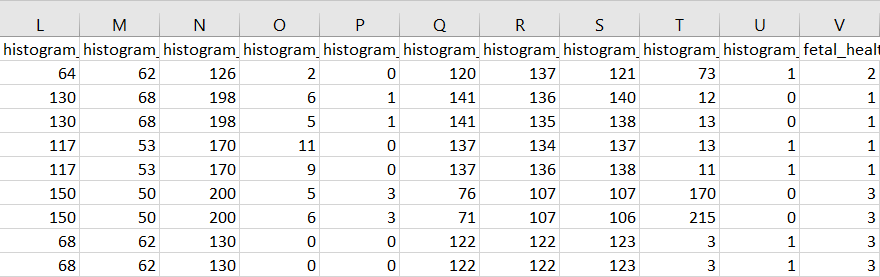 L M N O P Q R S T U V
histogram_ histogram_ histogram_ histogram_ histogram_ histogram_ histogram_ histogram_ histogram_ histogram_ fetal_healt
64 62 126 2 0 120 137 121 73 1 2
130 68 198 6 1 141 136 140 12 0 1
130 68 198 5 1 141 135 138 13 0 1
117 53 170 11 0 137 134 137 13 1 1
117 53 170 9 0 137 136 138 11 1 1
150 50 200 5 3 76 107 107 170 0 3
150 50 200 6 3 71 107 106 215 0 3
68 62 130 0 0 122 122 123 3 1 3
68 62 130 0 0 122 122 123 3 1 3